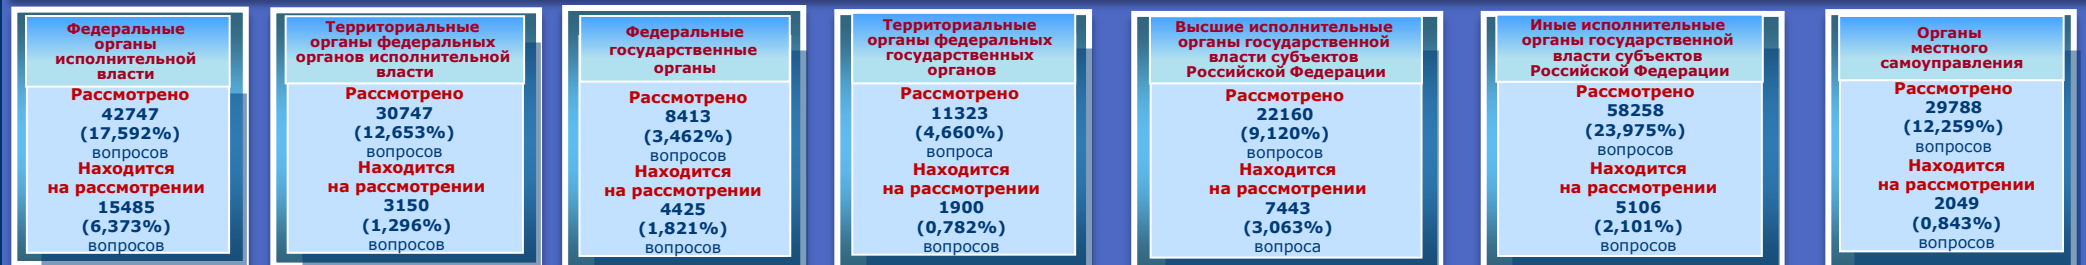 Федеральные
органы
исполнительной
власти
Рассмотрено
42747
(17,592%)
вопросов
Находится
на рассмотрении
15485
(6,373%)
вопросов
Территориальные
органы федеральных
органов исполнительной
власти
Рассмотрено
30747
(12,653%)
вопросов
Находится
на рассмотрении
3150
(1,296%)
вопросов
Федеральные
государственные
органы
Рассмотрено
8413
(3,462%)
вопросов
Находится
на рассмотрении
4425
(1,821%)
вопросов
Территориальные
органы федеральных
государственных
органов
Рассмотрено
11323
(4,660%)
вопроса
Находится
на рассмотрении
1900
(0,782%)
вопросов
Высшие исполнительные
органы государственной
власти субъектов
Российской Федерации
Рассмотрено
22160
(9,120%)
вопросов
Находится
на рассмотрении
7443
(3,063%)
вопроса
Иные исполнительные
органы государственной
власти субъектов
Российской Федерации
Рассмотрено
58258
(23,975%)
вопросов
Находится
на рассмотрении
5106
(2,101%)
вопросов
Органы
местного
самоуправления
Рассмотрено
29788
(12,259%)
вопросов
Находится
на рассмотрении
2049
(0,843%)
вопросов